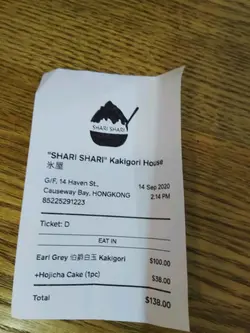 SHARI SHARI
"SHARI SHARI" Kakigori House
氷屋
G/F, 14 Haven St.,
Causeway Bay, HONGKONG
85225291223
14 Sep 2020
2:14 PM
Ticket: D
EAT IN
Earl Grey 伯爵白玉 Kakigori $100.00
+Hojicha Cake (1pc) $38.00
Total $138.00